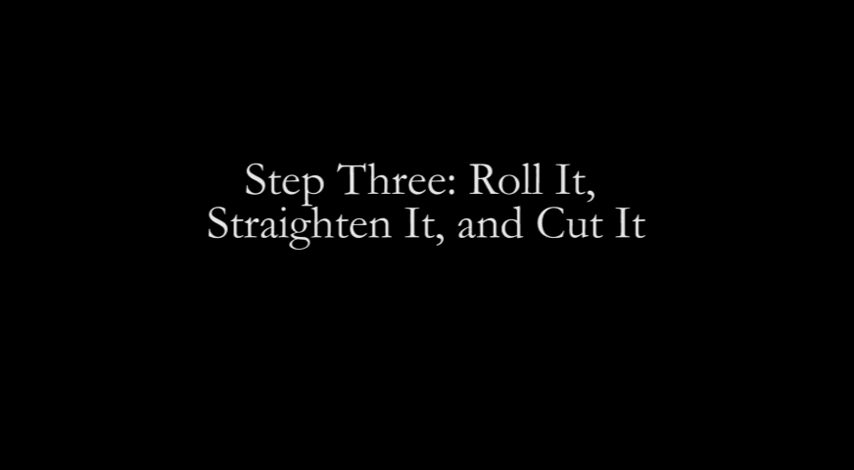 Step Three: Roll It,
Straighten It, and Cut It